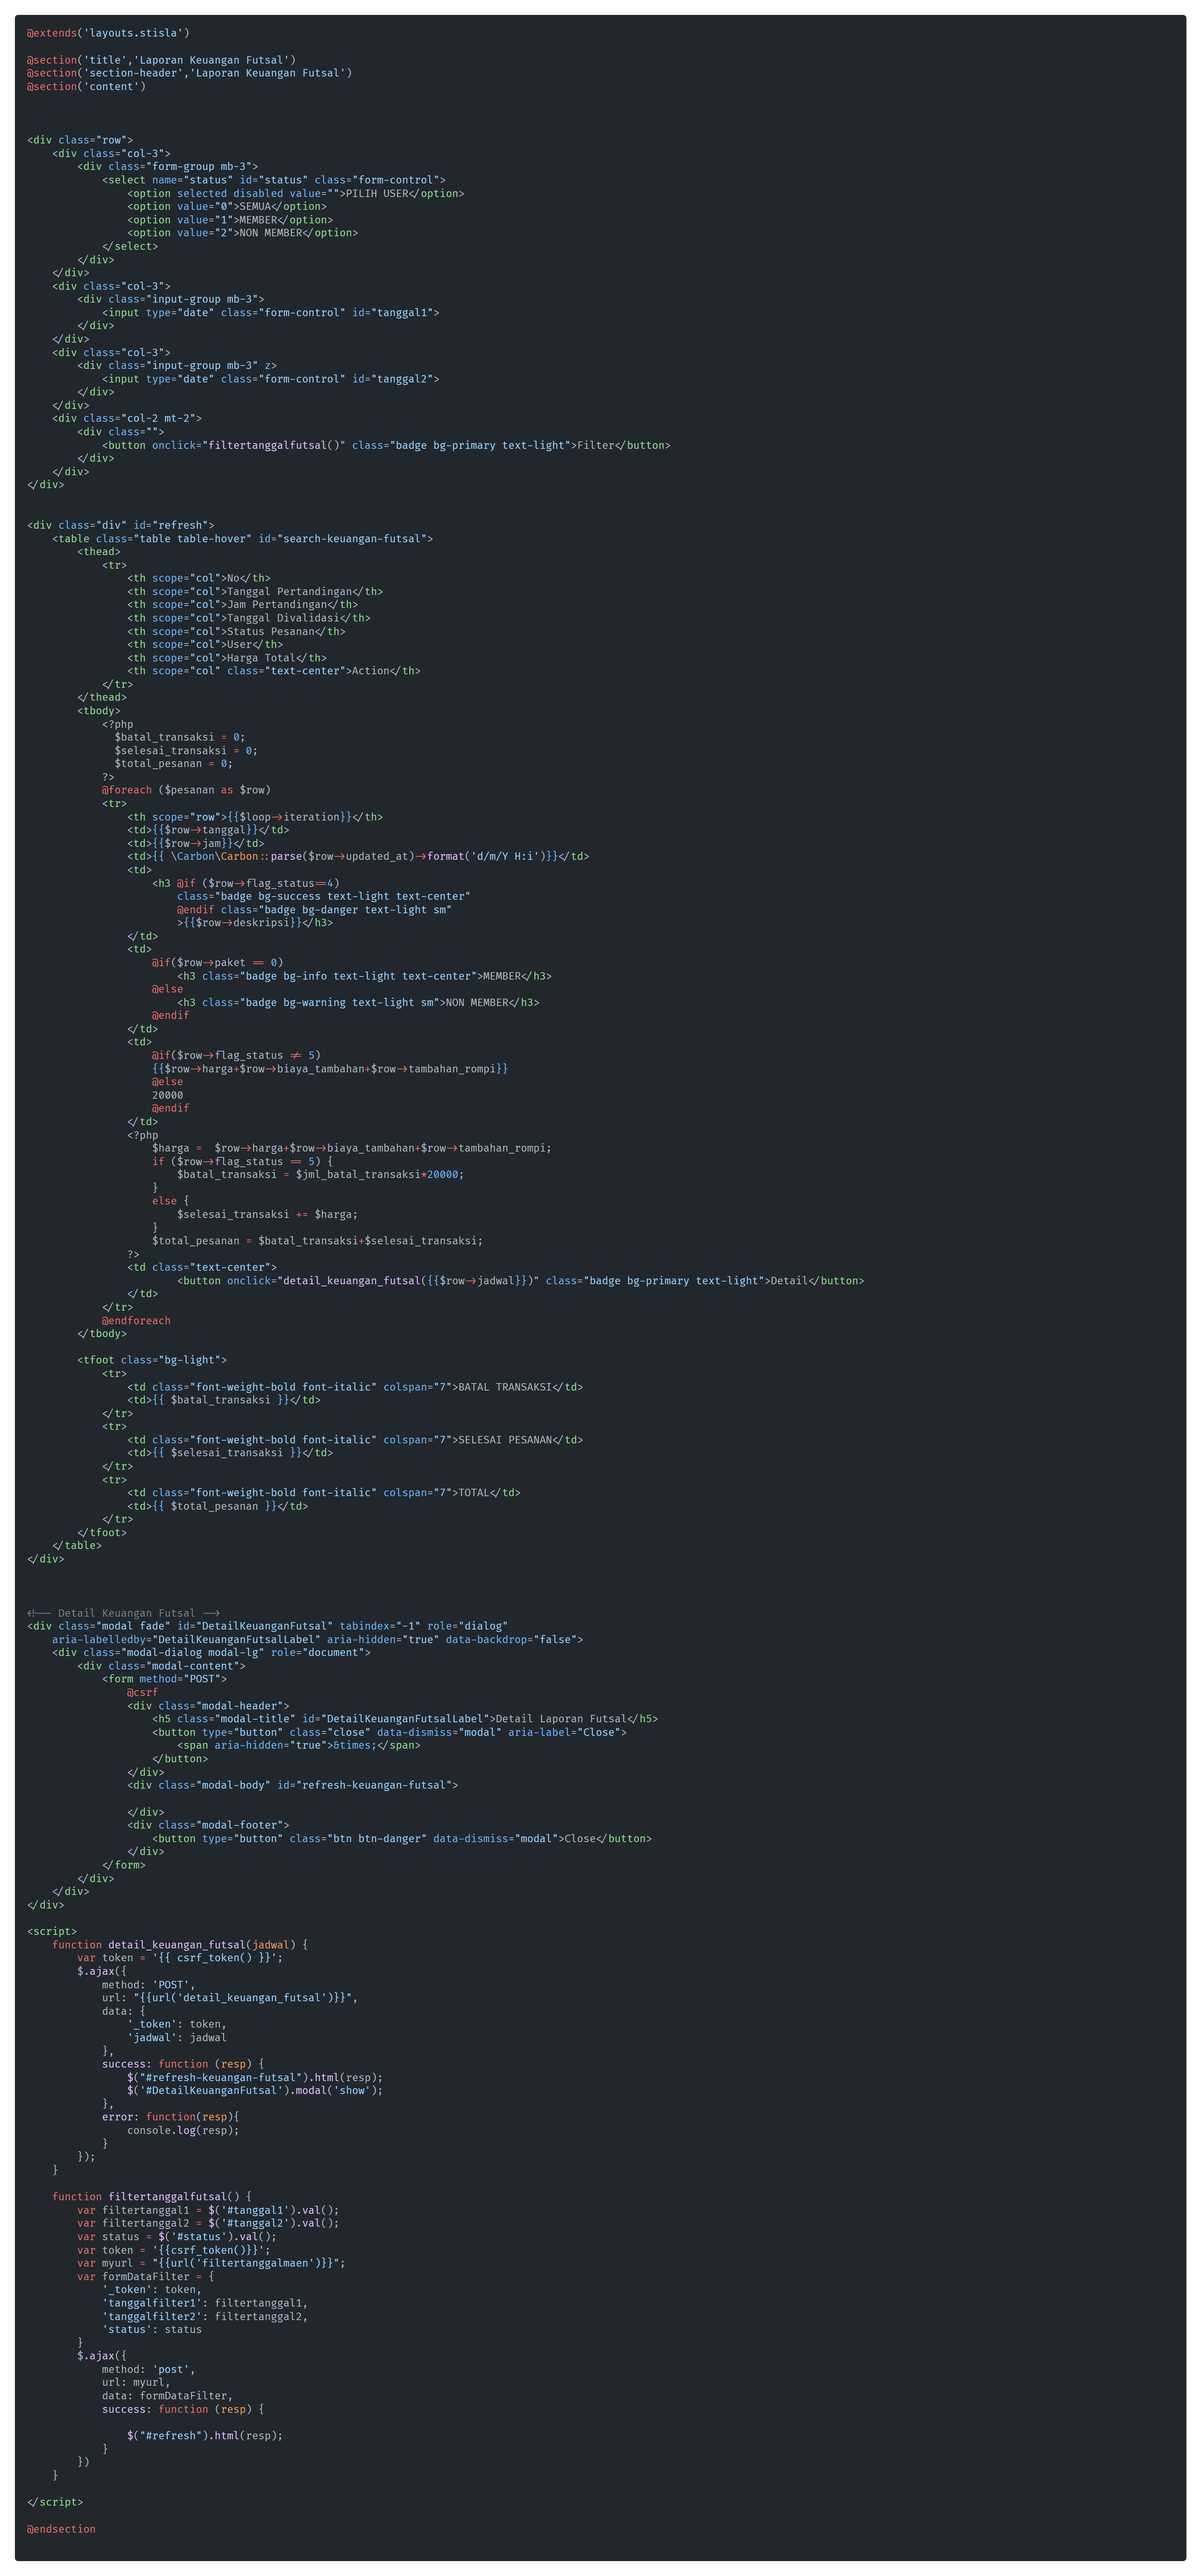 @extends('layouts.stisla')
@section('title','Laporan Keuangan Futsal')
@section('section-header','Laporan Keuangan Futsal')
@section('content')
<div class="row">
<div class="col-3">
<div class="form-group mb-3">
<select name="status" id="status" class="form-control">
<option selected disabled value="">PILIH USER</option>
<option value="0">SEMUA</option>
<option value="1">MEMBER</option>
<option value="2">NON MEMBER</option>
</select>
</div>
</div>
<div class="col-3">
<div class="input-group mb-3">
<input type="date" class="form-control" id="tanggal1">
</div>
</div>
<div class="col-3">
<div class="input-group mb-3" z>
<input type="date" class="form-control" id="tanggal2">
</div>
</div>
<div class="col-2 mt-2">
<div class="">
<button onclick="filtertanggalfutsal()" class="badge bg-primary text-light">Filter</button>
</div>
</div>
</div>
<div class="div" id="refresh">
<table class="table table-hover" id="search-keuangan-futsal">
<thead>
<tr>
<th scope="col">No</th>
<th scope="col">Tanggal Pertandingan</th>
<th scope="col">Jam Pertandingan</th>
<th scope="col">Tanggal Divalidasi</th>
<th scope="col">Status Pesanan</th>
<th scope="col">User</th>
<th scope="col">Harga Total</th>
<th scope="col" class="text-center">Action</th>
</tr>
</thead>
<tbody>
<?php
$batal_transaksi = 0;
$selesai_transaksi = 0;
$total_pesanan = 0;
?>
@foreach ($pesanan as $row)
<tr>
<th scope="row">{{$loop->iteration}}</th>
<td>{{$row->tanggal}}</td>
<td>{{$row->jam}}</td>
<td>{{ \Carbon\Carbon::parse($row->updated_at)->format('d/m/Y H:i')}}</td>
<td>
<h3 @if ($row->flag_status==4)
class="badge bg-success text-light text-center"
@endif class="badge bg-danger text-light sm"
>{{$row->deskripsi}}</h3>
</td>
<td>
@if($row->paket == 0)
<h3 class="badge bg-info text-light text-center">MEMBER</h3>
@else
<h3 class="badge bg-warning text-light sm">NON MEMBER</h3>
@endif
</td>
<td>
@if($row->flag_status != 5)
{{$row->harga+$row->biaya_tambahan+$row->tambahan_rompi}}
@else
20000
@endif
</td>
<?php
$harga =  $row->harga+$row->biaya_tambahan+$row->tambahan_rompi;
if ($row->flag_status == 5) {
$batal_transaksi = $jml_batal_transaksi*20000;
}
else {
$selesai_transaksi += $harga;
}
$total_pesanan = $batal_transaksi+$selesai_transaksi;
?>
<td class="text-center">
<button onclick="detail_keuangan_futsal({{$row->jadwal}})" class="badge bg-primary text-light">Detail</button>
</td>
</tr>
@endforeach
</tbody>
<tfoot class="bg-light">
<tr>
<td class="font-weight-bold font-italic" colspan="7">BATAL TRANSAKSI</td>
<td>{{ $batal_transaksi }}</td>
</tr>
<tr>
<td class="font-weight-bold font-italic" colspan="7">SELESAI PESANAN</td>
<td>{{ $selesai_transaksi }}</td>
</tr>
<tr>
<td class="font-weight-bold font-italic" colspan="7">TOTAL</td>
<td>{{ $total_pesanan }}</td>
</tr>
</tfoot>
</table>
</div>
<!-- Detail Keuangan Futsal -->
<div class="modal fade" id="DetailKeuanganFutsal" tabindex="-1" role="dialog"
aria-labelledby="DetailKeuanganFutsalLabel" aria-hidden="true" data-backdrop="false">
<div class="modal-dialog modal-lg" role="document">
<div class="modal-content">
<form method="POST">
@csrf
<div class="modal-header">
<h5 class="modal-title" id="DetailKeuanganFutsalLabel">Detail Laporan Futsal</h5>
<button type="button" class="close" data-dismiss="modal" aria-label="Close">
<span aria-hidden="true">&times;</span>
</button>
</div>
<div class="modal-body" id="refresh-keuangan-futsal">
</div>
<div class="modal-footer">
<button type="button" class="btn btn-danger" data-dismiss="modal">Close</button>
</div>
</form>
</div>
</div>
</div>
<script>
function detail_keuangan_futsal(jadwal) {
var token = '{{ csrf_token() }}';
$.ajax({
method: 'POST',
url: "{{url('detail_keuangan_futsal')}}",
data: {
'_token': token,
'jadwal': jadwal
},
success: function (resp) {
$("#refresh-keuangan-futsal").html(resp);
$('#DetailKeuanganFutsal').modal('show');
},
error: function(resp){
console.log(resp);
}
});
}
function filtertanggalfutsal() {
var filtertanggal1 = $('#tanggal1').val();
var filtertanggal2 = $('#tanggal2').val();
var status = $('#status').val();
var token = '{{csrf_token()}}';
var myurl = "{{url('filtertanggalmaen')}}";
var formDataFilter = {
'_token': token,
'tanggalfilter1': filtertanggal1,
'tanggalfilter2': filtertanggal2,
'status': status
}
$.ajax({
method: 'post',
url: myurl,
data: formDataFilter,
success: function (resp) {
$("#refresh").html(resp);
}
})
}
</script>
@endsection